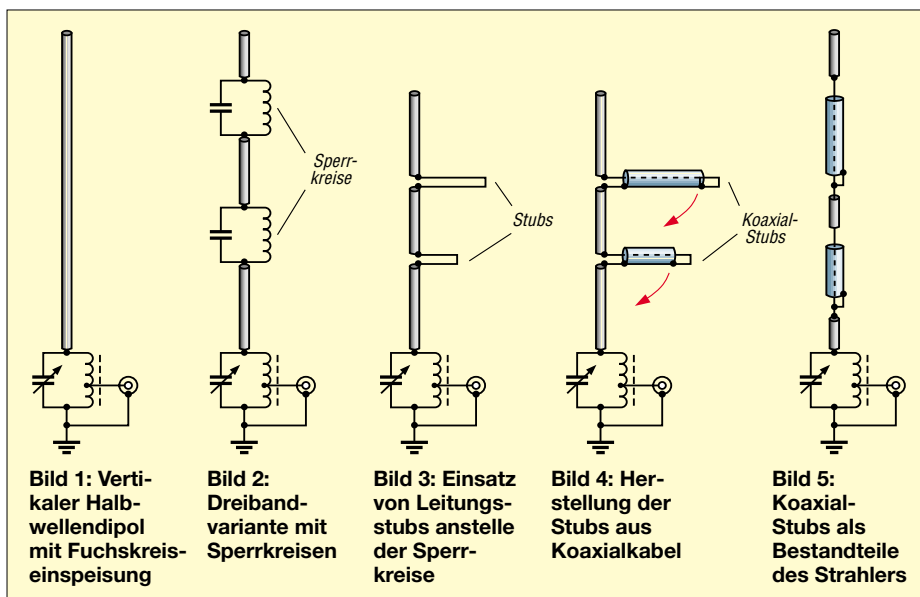 Sperr-
kreise
Stubs
Koaxial-
Stubs
Bild 1: Verti-
kaler Halb-
wellendipol
mit Fuchskreis-
einspeisung
Bild 2:
Dreiband-
variante mit
Sperrkreisen
Bild 3: Einsatz
von Leitungs-
stubs anstelle
der Sperr-
kreise
Bild 4: Her-
stellung der
Stubs aus
Koaxialkabel
Bild 5:
Koaxial-
Stubs als
Bestandteile
des Strahlers